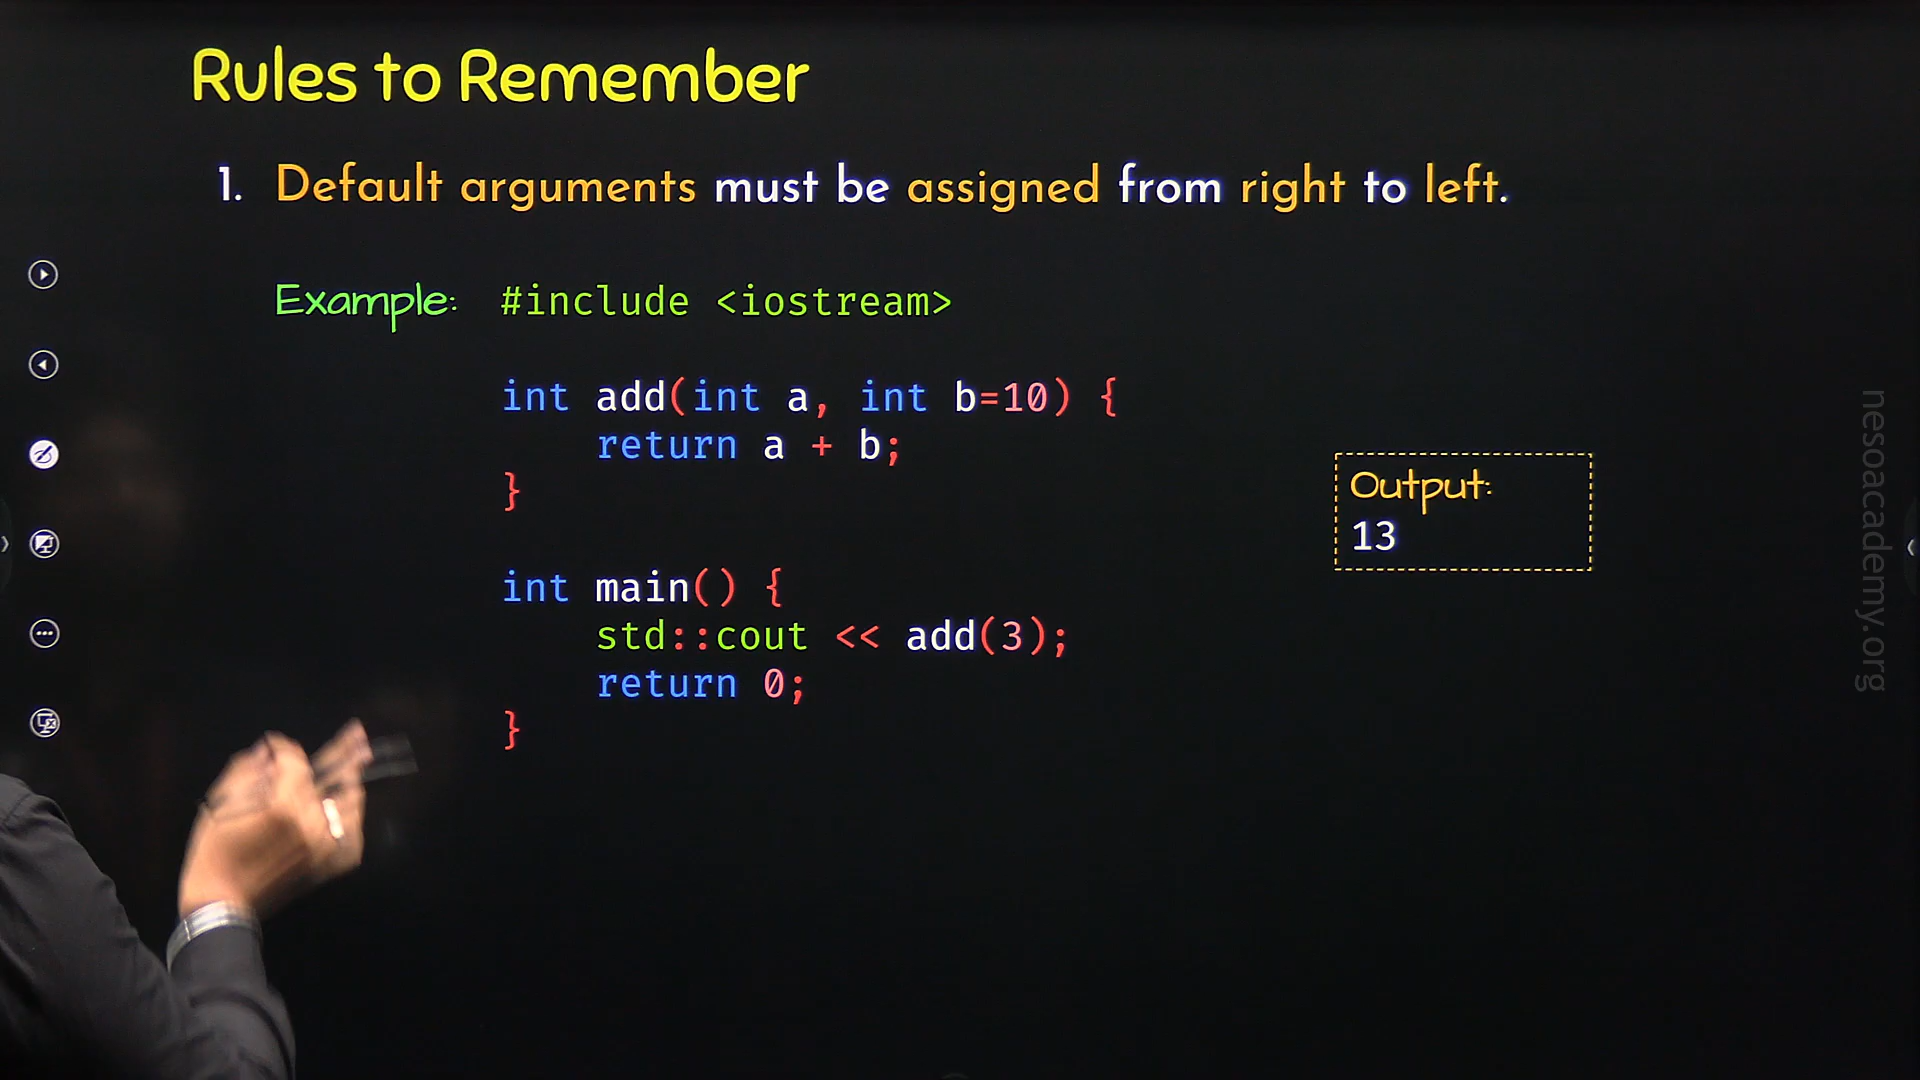 Rules to Remember
1. Default arguments must be assigned from right to left.
Example: #include <iostream>
int add(int a, int b=10) {
    return a + b;
}
int main() {
    std::cout << add(3);
    return 0;
}
Output:
13
nesoacademy.org